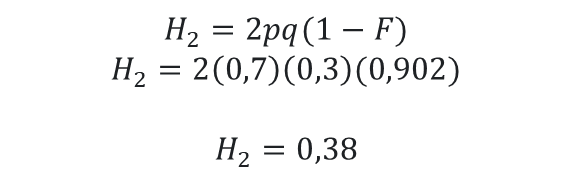 H₂ = 2pq(1 − F)
H₂ = 2(0,7)(0,3)(0,902)
H₂ = 0,38